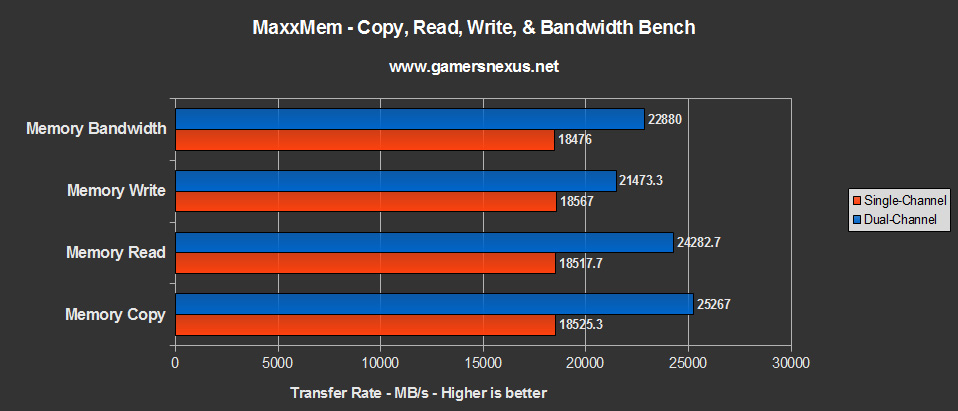 MaxxMem - Copy, Read, Write, & Bandwidth Bench
www.gamersnexus.net
Memory Bandwidth
22880
18476
Memory Write
21473.3
18567
Memory Read
24282.7
18517.7
Memory Copy
25267
18525.3
Single-Channel
Dual-Channel
0 5000 10000 15000 20000 25000 30000
Transfer Rate - MB/s - Higher is better